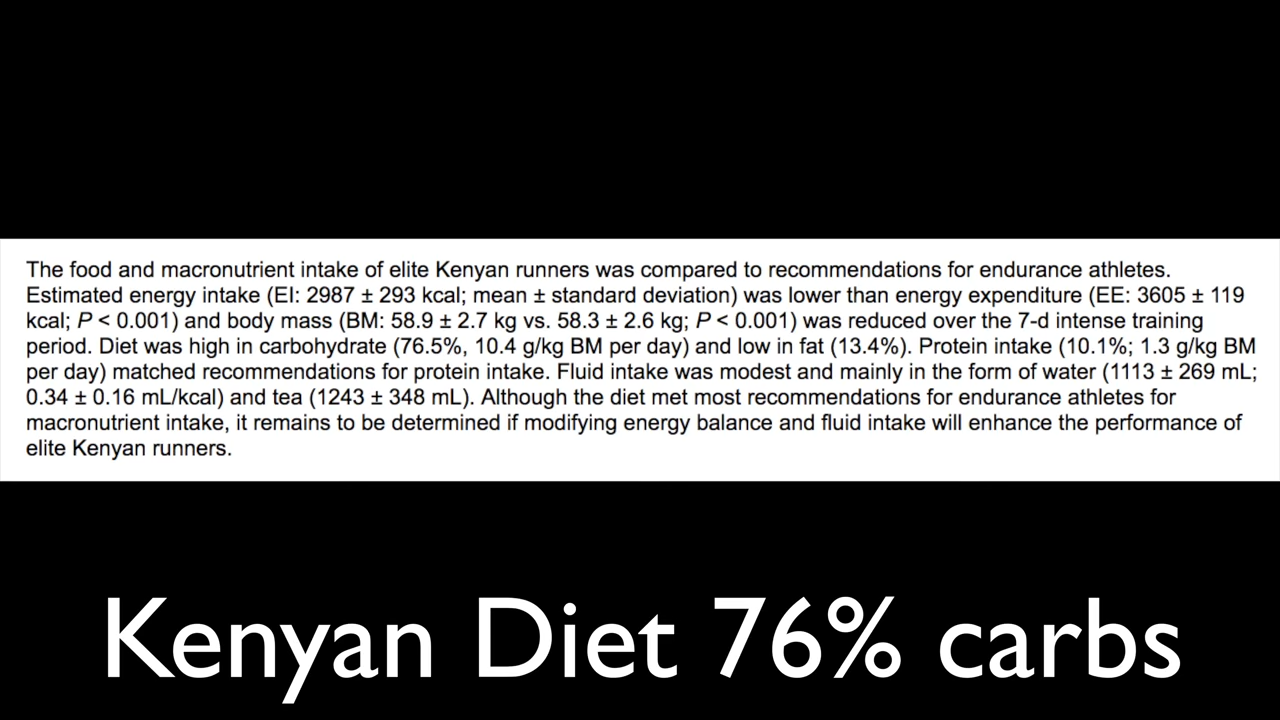 The food and macronutrient intake of elite Kenyan runners was compared to recommendations for endurance athletes.
Estimated energy intake (EI: 2987 ± 293 kcal; mean ± standard deviation) was lower than energy expenditure (EE: 3605 ± 119
kcal; P < 0.001) and body mass (BM: 58.9 ± 2.7 kg vs. 58.3 ± 2.6 kg; P < 0.001) was reduced over the 7-d intense training
period. Diet was high in carbohydrate (76.5%, 10.4 g/kg BM per day) and low in fat (13.4%). Protein intake (10.1%; 1.3 g/kg BM
per day) matched recommendations for protein intake. Fluid intake was modest and mainly in the form of water (1113 ± 269 mL;
0.34 ± 0.16 mL/kcal) and tea (1243 ± 348 mL). Although the diet met most recommendations for endurance athletes for
macronutrient intake, it remains to be determined if modifying energy balance and fluid intake will enhance the performance of
elite Kenyan runners.
Kenyan Diet 76% carbs